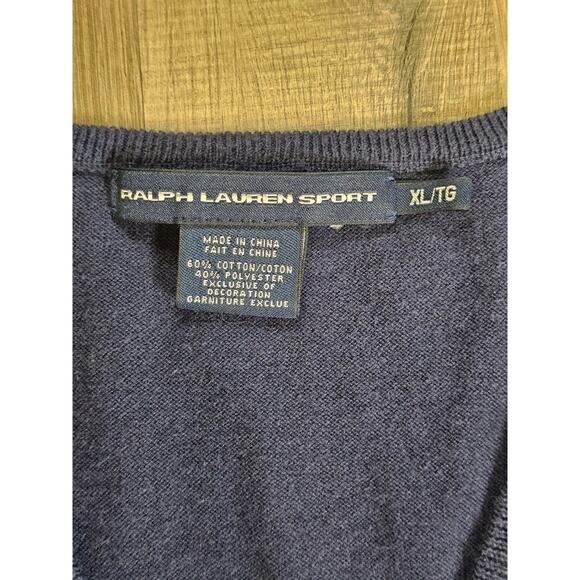 RALPH LAUREN SPORT
XL/TG
MADE IN CHINA
FAIT EN CHINE
60% COTTON/COTON
40% POLYESTER
EXCLUSIVE OF
DECORATION
GARNITURE EXCLUE